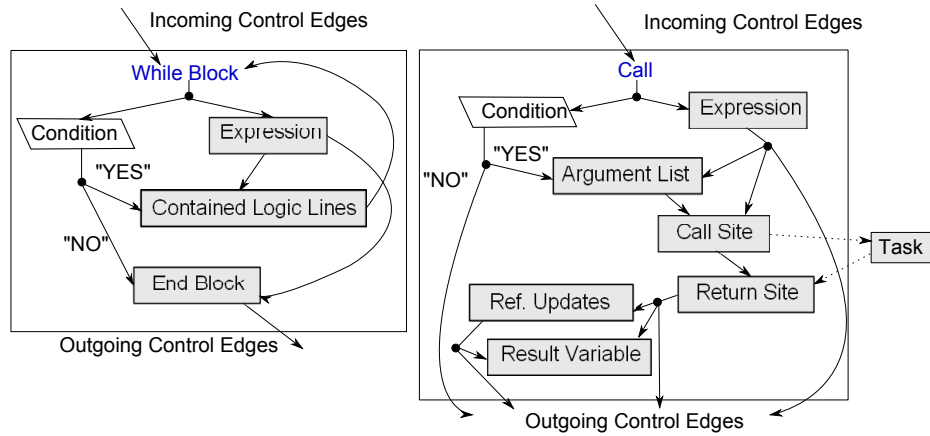 Incoming Control Edges
While Block
Condition
Expression
"YES"
Contained Logic Lines
"NO"
End Block
Outgoing Control Edges
Incoming Control Edges
Call
Condition
Expression
"YES"
"NO"
Argument List
Call Site
Task
Return Site
Ref. Updates
Result Variable
Outgoing Control Edges